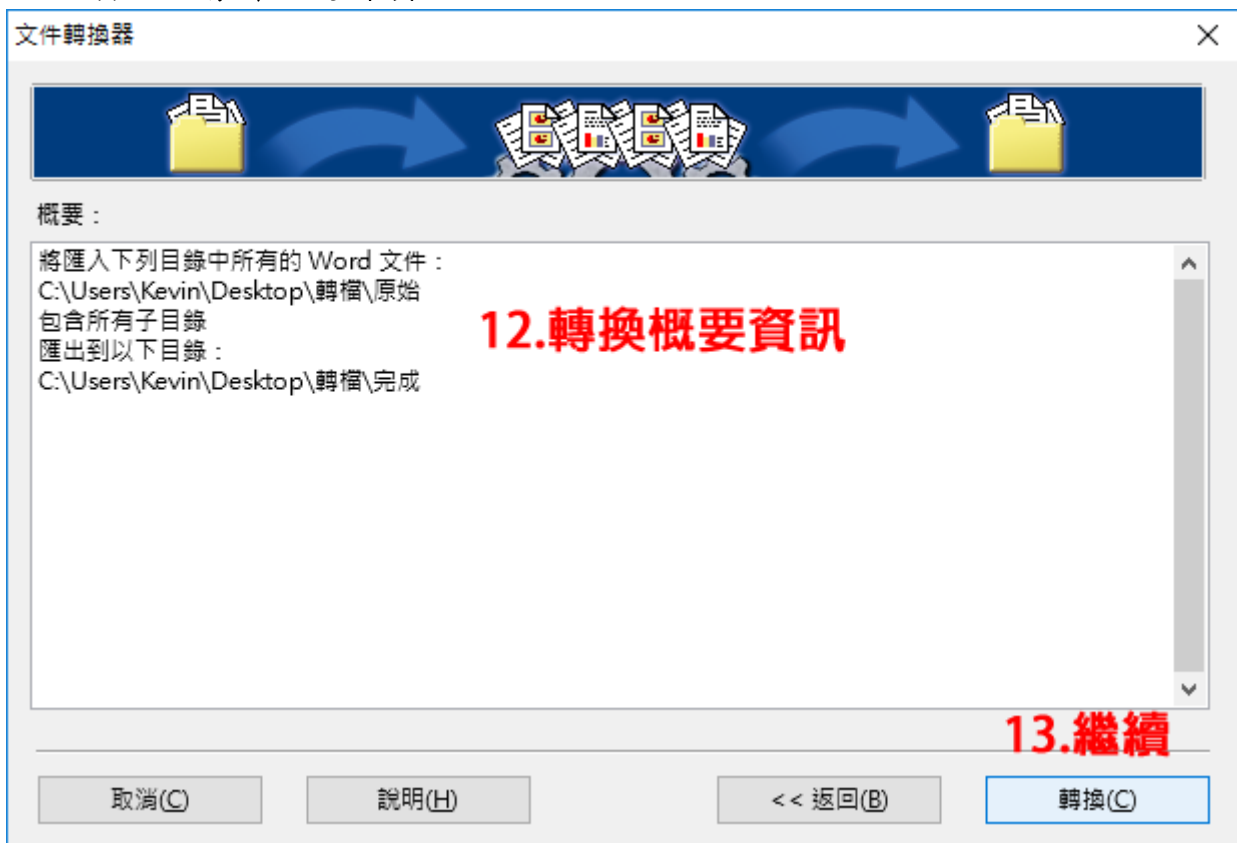 文件轉換器
概要：
將匯入下列目錄中所有的 Word 文件：
C:\Users\Kevin\Desktop\轉檔\原始
包含所有子目錄
匯出到以下目錄：
C:\Users\Kevin\Desktop\轉檔\完成
12.轉換概要資訊
13.繼續
取消(C)
說明(H)
<< 返回(B)
轉換(C)